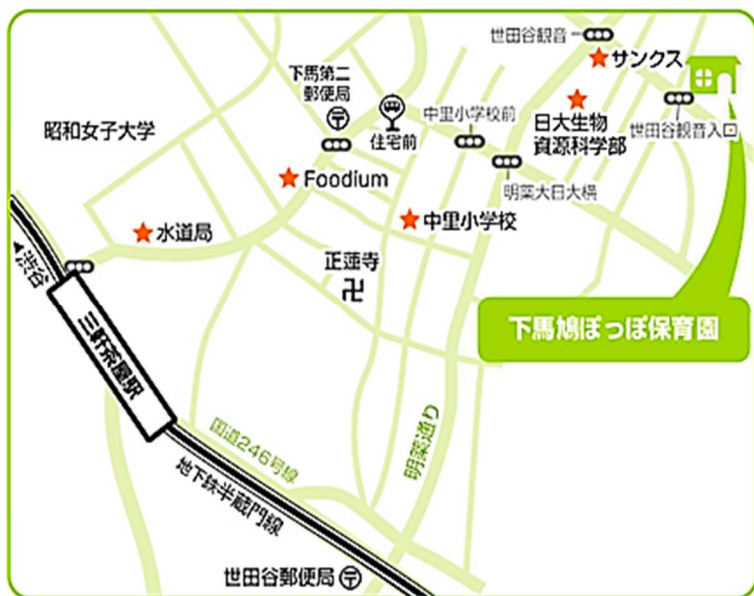 世田谷観音
サンクス
下馬第二
郵便局
住宅前
中里小学校前
日大生物
資源科学部
世田谷観音入口
昭和女子大学
Foodium
明薬大日大横
水道局
中里小学校
正蓮寺
卍
▲渋谷
下馬鳩ぽっぽ保育園
三軒茶屋駅
国道246号線
明薬通り
地下鉄半蔵門線
世田谷郵便局〒